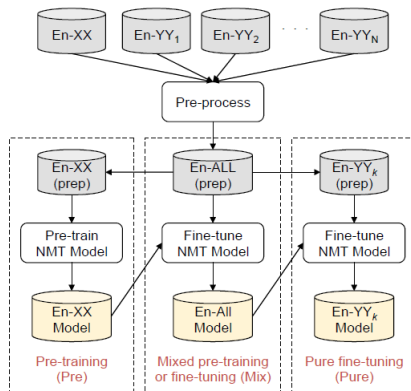 En-XX
En-YY1
En-YY2
· · ·
En-YYN
Pre-process
En-XX
(prep)
En-ALL
(prep)
En-YYk
(prep)
Pre-train
NMT Model
Fine-tune
NMT Model
Fine-tune
NMT Model
En-XX
Model
En-All
Model
En-YYk
Model
Pre-training
(Pre)
Mixed pre-training
or fine-tuning (Mix)
Pure fine-tuning
(Pure)